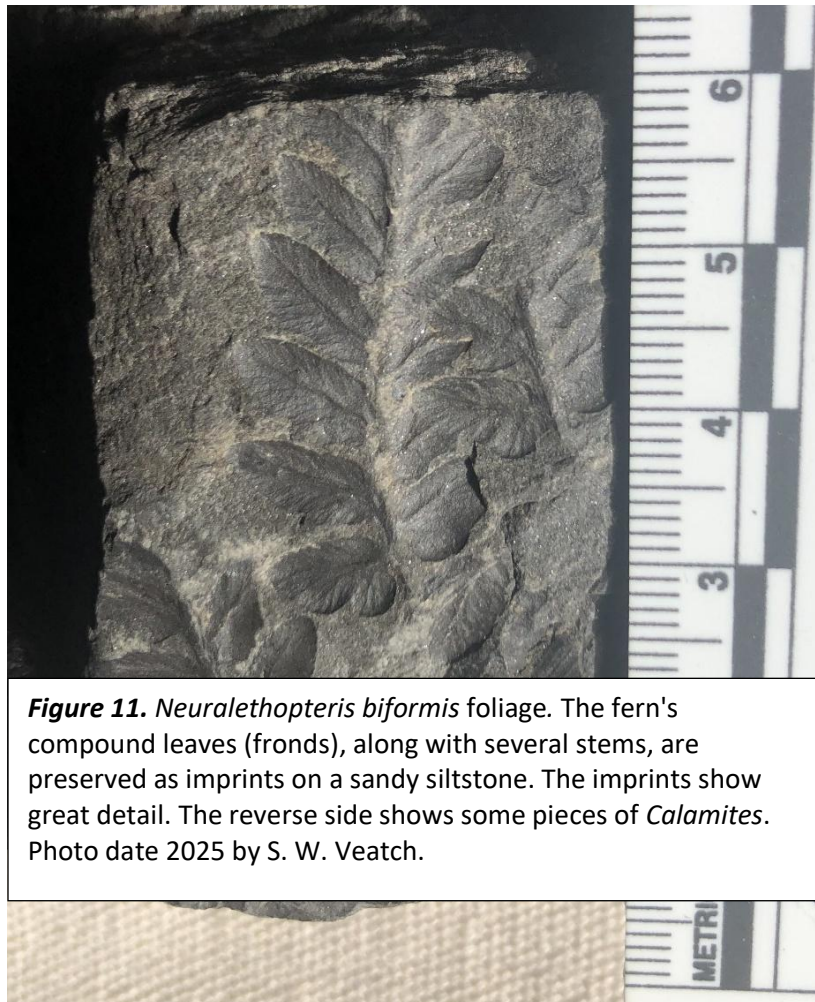 6
5
4
3
Figure 11. Neuralethopteris biformis foliage. The fern's
compound leaves (fronds), along with several stems, are
preserved as imprints on a sandy siltstone. The imprints show
great detail. The reverse side shows some pieces of Calamites.
Photo date 2025 by S. W. Veatch.
METRI